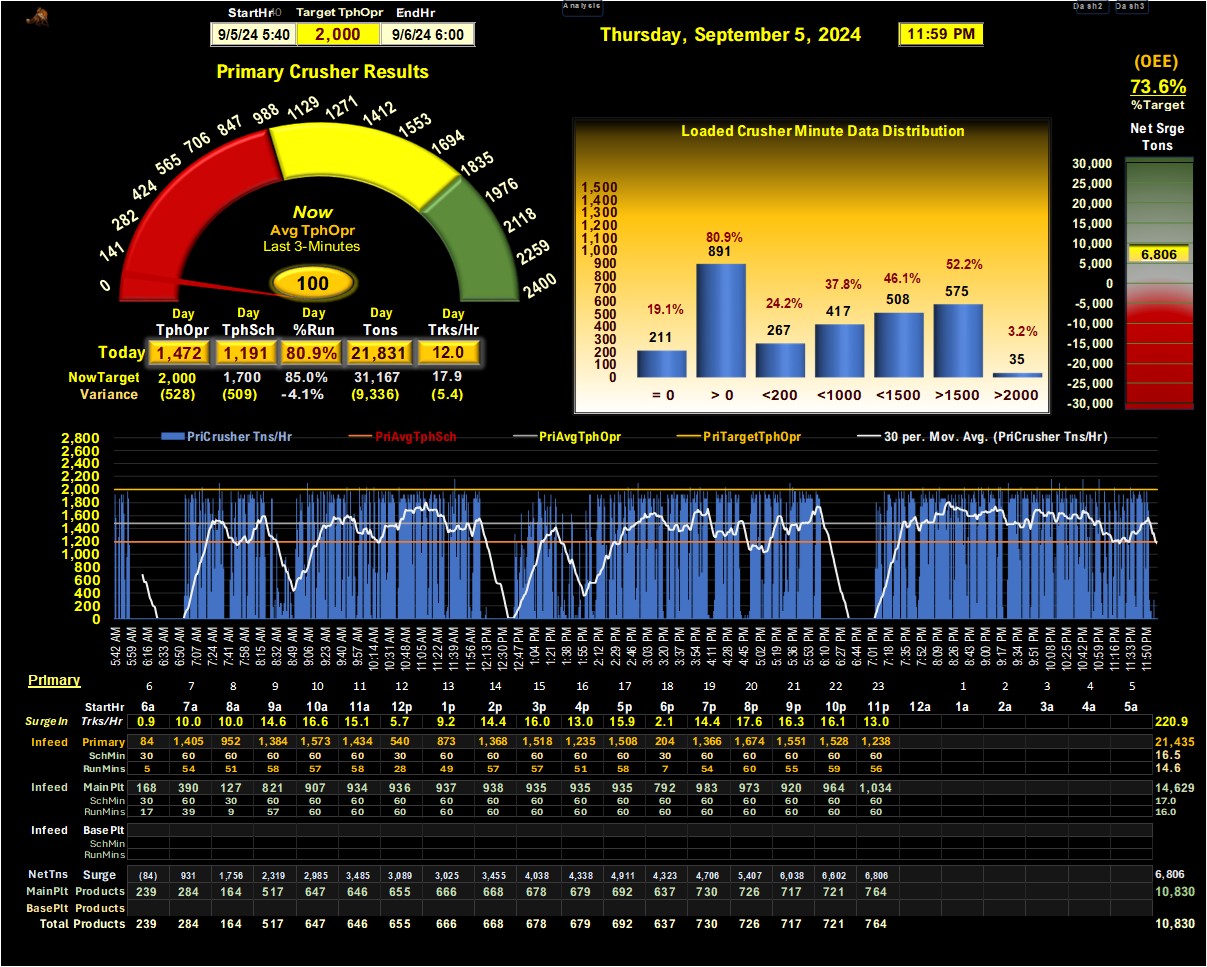 StartHr Target TphOpr EndHr
9/5/24 5:40 2,000 9/6/24 6:00
Analysis
Dash2 Dash3
Thursday, September 5, 2024 11:59 PM
(OEE)
73.6%
%Target
Primary Crusher Results
0 141 282 424 565 706 847 988 1129 1271 1412 1553 1694 1835 1976 2118 2259 2400
Now
Avg TphOpr
Last 3-Minutes
100
Day Day Day Day Day
TphOpr TphSch %Run Tons Trks/Hr
Today 1,472 1,191 80.9% 21,831 12.0
NowTarget 2,000 1,700 85.0% 31,167 17.9
Variance (528) (509) -4.1% (9,336) (5.4)
Loaded Crusher Minute Data Distribution
1,500
1,400
1,300
1,200
1,100
1,000
900
800
700
600
500
400
300
200
100
0
19.1% 80.9% 24.2% 37.8% 46.1% 52.2% 3.2%
211 891 267 417 508 575 35
= 0 > 0 <200 <1000 <1500 >1500 >2000
Net Srge
Tons
30,000
25,000
20,000
15,000
10,000
5,000
0
-5,000
-10,000
-15,000
-20,000
-25,000
-30,000
6,806
PriCrusher Tns/Hr PriAvgTphSch PriAvgTphOpr PriTargetTphOpr 30 per. Mov. Avg. (PriCrusher Tns/Hr)
2,800
2,600
2,400
2,200
2,000
1,800
1,600
1,400
1,200
1,000
800
600
400
200
0
5:42 AM 5:59 AM 6:16 AM 6:33 AM 6:50 AM 7:07 AM 7:24 AM 7:41 AM 7:58 AM 8:15 AM 8:32 AM 8:49 AM 9:06 AM 9:23 AM 9:40 AM 9:57 AM 10:14 AM 10:31 AM 10:48 AM 11:05 AM 11:22 AM 11:39 AM 11:56 AM 12:13 PM 12:30 PM 12:47 PM 1:04 PM 1:21 PM 1:38 PM 1:55 PM 2:12 PM 2:29 PM 2:46 PM 3:03 PM 3:20 PM 3:37 PM 3:54 PM 4:11 PM 4:28 PM 4:45 PM 5:02 PM 5:19 PM 5:36 PM 5:53 PM 6:10 PM 6:27 PM 6:44 PM 7:01 PM 7:18 PM 7:35 PM 7:52 PM 8:09 PM 8:26 PM 8:43 PM 9:00 PM 9:17 PM 9:34 PM 9:51 PM 10:08 PM 10:25 PM 10:42 PM 10:59 PM 11:16 PM 11:33 PM 11:50 PM
Primary
6 7 8 9 10 11 12 13 14 15 16 17 18 19 20 21 22 23 1 2 3 4 5
StartHr 6a 7a 8a 9a 10a 11a 12p 1p 2p 3p 4p 5p 6p 7p 8p 9p 10p 11p 12a 1a 2a 3a 4a 5a
SurgeIn Trks/Hr 0.9 10.0 10.0 14.6 16.6 15.1 5.7 9.2 14.4 16.0 13.0 15.9 2.1 14.4 17.6 16.3 16.1 13.0 220.9
Infeed Primary 84 1,405 952 1,384 1,573 1,434 540 873 1,368 1,518 1,235 1,508 204 1,366 1,674 1,551 1,528 1,238 21,435
SchMin 30 60 60 60 60 60 60 60 60 60 60 60 30 60 60 60 60 60 16.5
RunMins 5 54 51 58 57 58 28 49 57 57 51 58 7 54 60 55 59 56 14.6
Infeed MainPlt 168 390 127 821 907 934 936 937 938 935 935 935 792 983 973 920 964 1,034 14,629
SchMin 30 60 30 60 60 60 60 60 60 60 60 60 60 60 60 60 60 60 17.0
RunMins 17 39 9 57 60 60 60 60 60 60 60 60 60 60 60 60 60 60 16.0
Infeed Base Plt
SchMin
RunMins
NetTns Surge (84) 931 1,756 2,319 2,985 3,485 3,089 3,025 3,455 4,038 4,338 4,911 4,323 4,706 5,407 6,038 6,602 6,806 6,806
MainPlt Products 239 284 164 517 647 646 655 666 668 678 679 692 637 730 726 717 721 764 10,830
BasePlt Products
Total Products 239 284 164 517 647 646 655 666 668 678 679 692 637 730 726 717 721 764 10,830